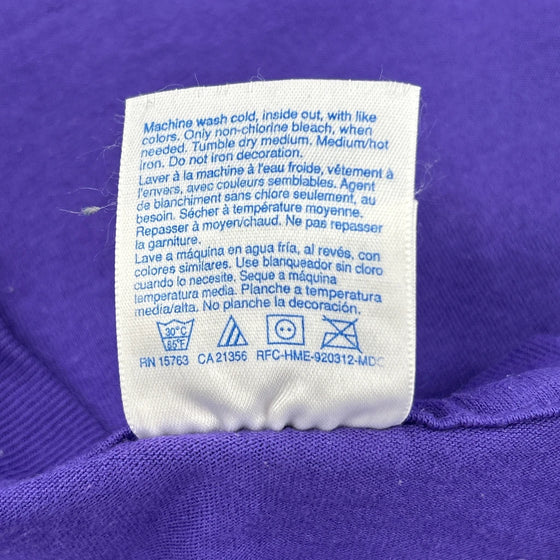 Machine wash cold, inside out, with like
colors. Only non-chlorine bleach, when
needed. Tumble dry medium. Medium/hot
iron. Do not iron decoration.
Laver à la machine à l'eau froide, vêtement à
l'envers, avec couleurs semblables. Agent
de blanchiment sans chlore seulement, au
besoin. Sécher à température moyenne.
Repasser à moyen/chaud. Ne pas repasser
la garniture.
Lave a máquina en agua fría, al revés, con
colores similares. Use blanqueador sin cloro
cuando lo necesite. Seque a máquina
temperatura media. Planche a temperatura
media/alta. No planche la decoración.
30°C
85°F
RN 15763 CA 21356 RFC-HME-920312-MDC